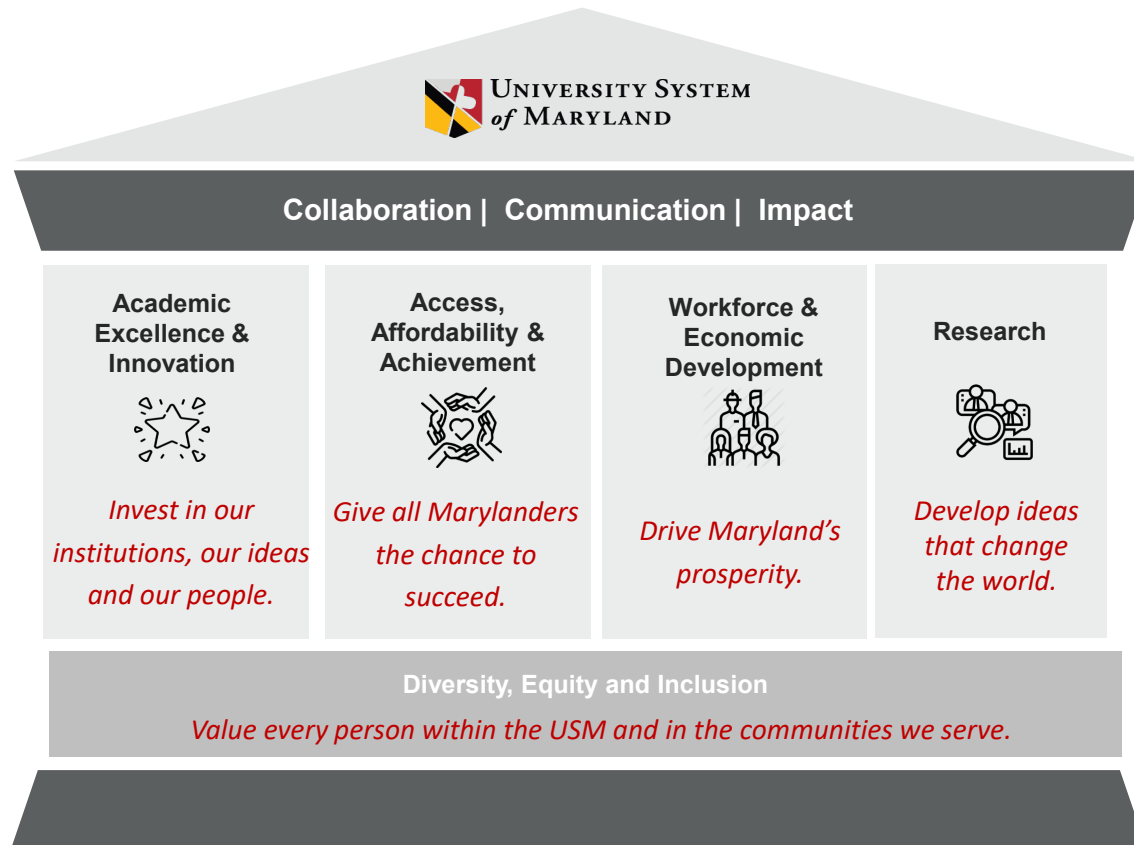 UNIVERSITY SYSTEM
of MARYLAND
Collaboration | Communication | Impact
Academic
Excellence &
Innovation
Invest in our
institutions, our ideas
and our people.
Access,
Affordability &
Achievement
Give all Marylanders
the chance to
succeed.
Workforce &
Economic
Development
Drive Maryland’s
prosperity.
Research
Develop ideas
that change
the world.
Diversity, Equity and Inclusion
Value every person within the USM and in the communities we serve.